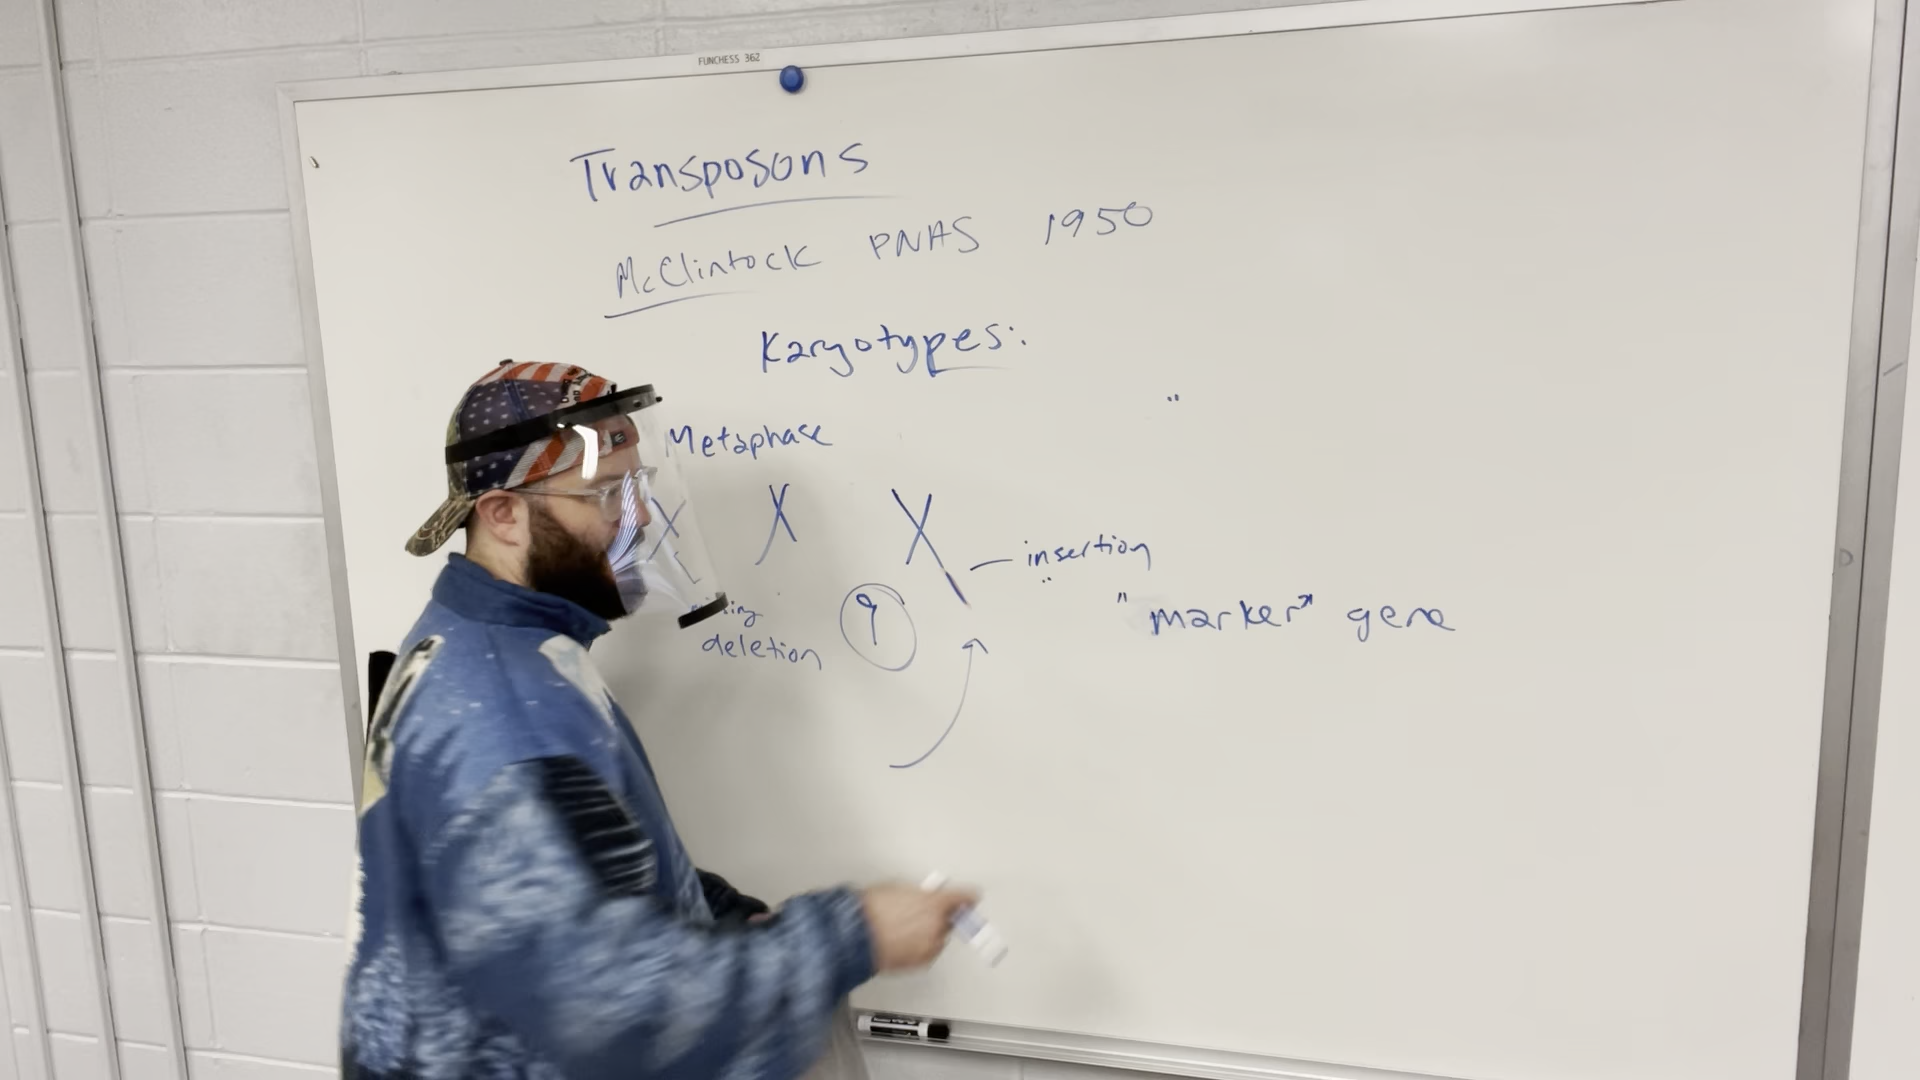 FUNCHESS 362
Transposons
McClintock PNAS 1950
Karyotypes:
Metaphase
insertion
"marker" gene
deletion
9